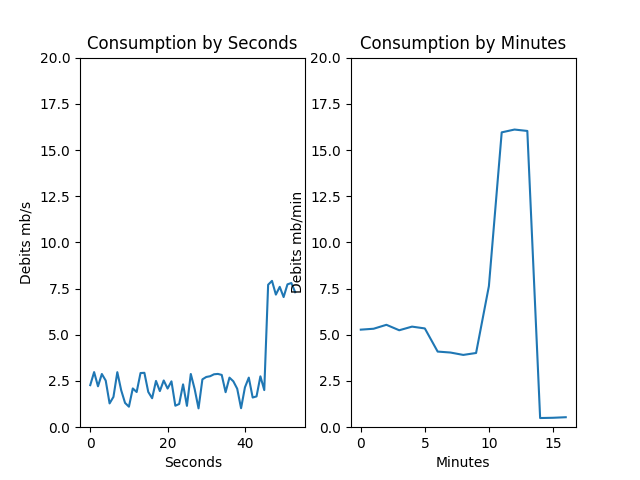 Consumption by Seconds
Debits mb/s
20.0
17.5
15.0
12.5
10.0
7.5
5.0
2.5
0.0
0 20 40
Seconds
Consumption by Minutes
Debits mb/min
20.0
17.5
15.0
12.5
10.0
7.5
5.0
2.5
0.0
0 5 10 15
Minutes